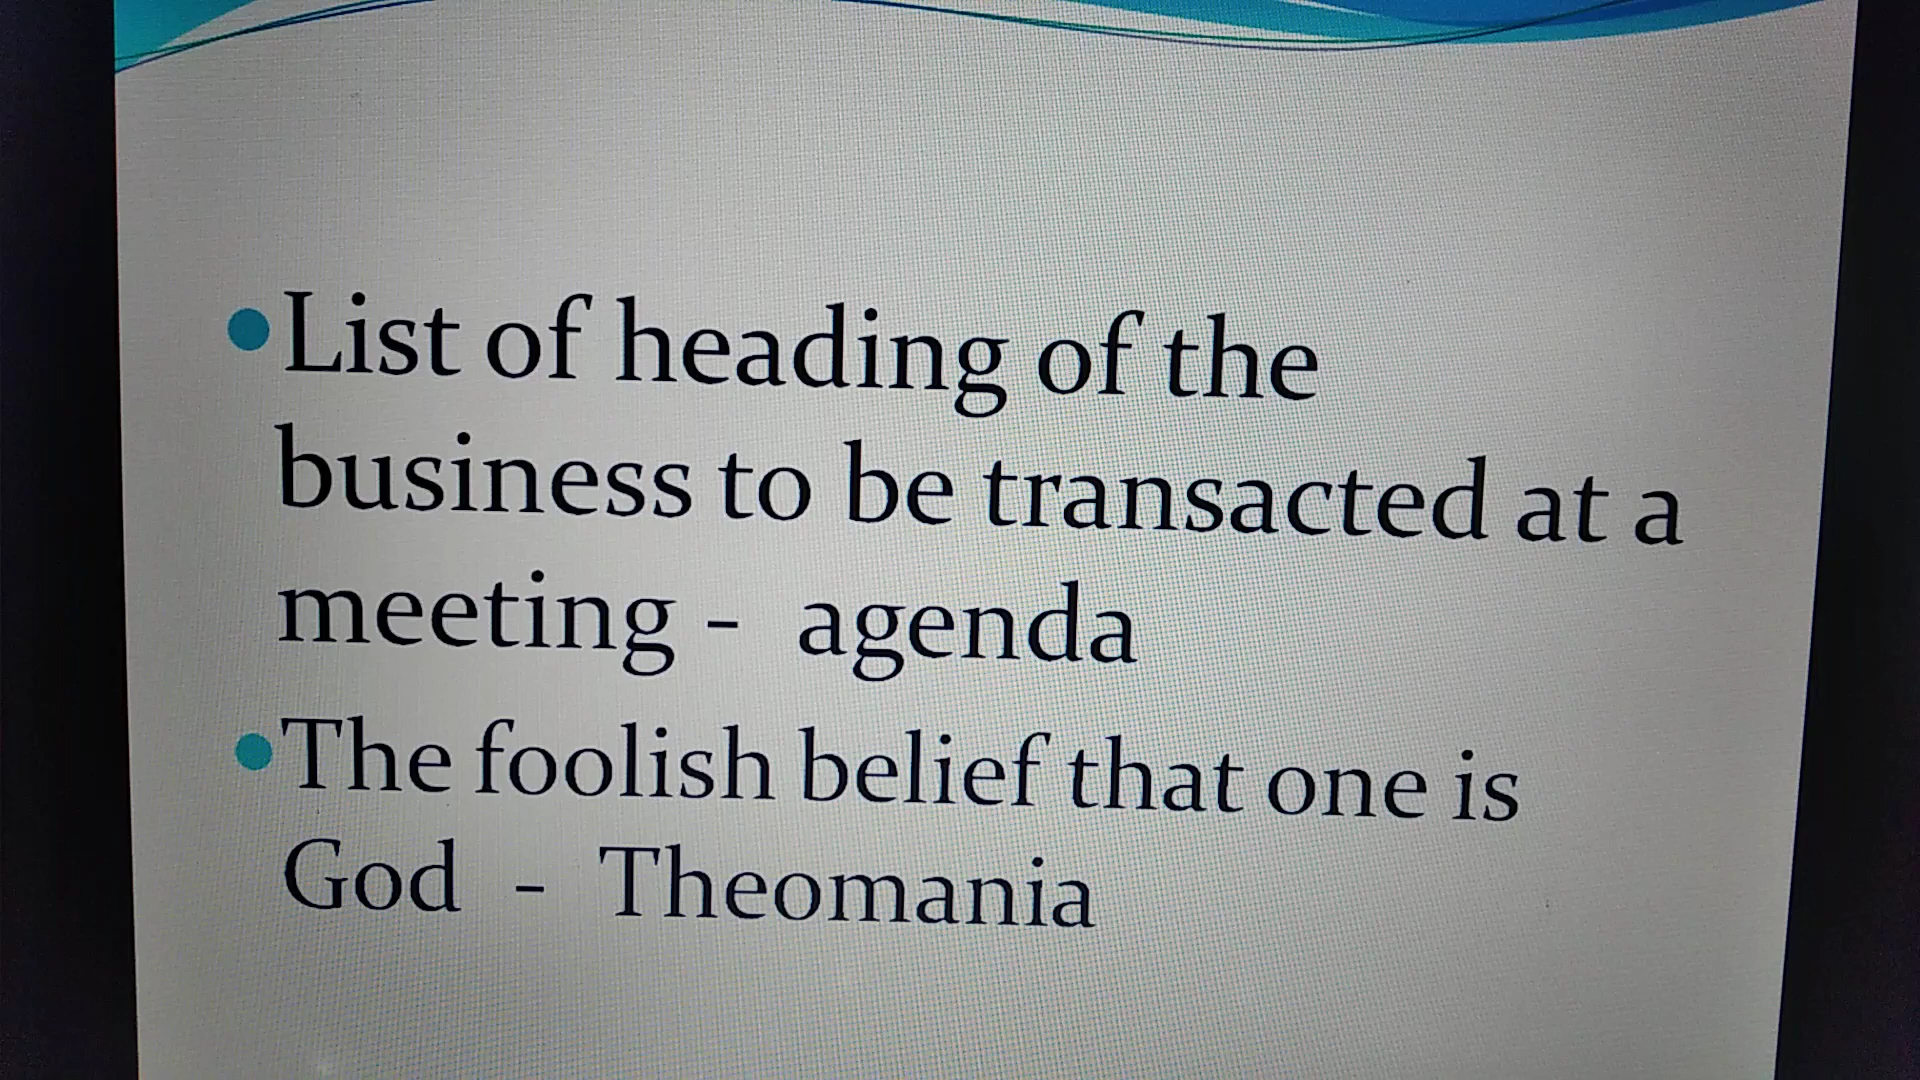 •List of heading of the
business to be transacted at a
meeting - agenda
•The foolish belief that one is
God - Theomania